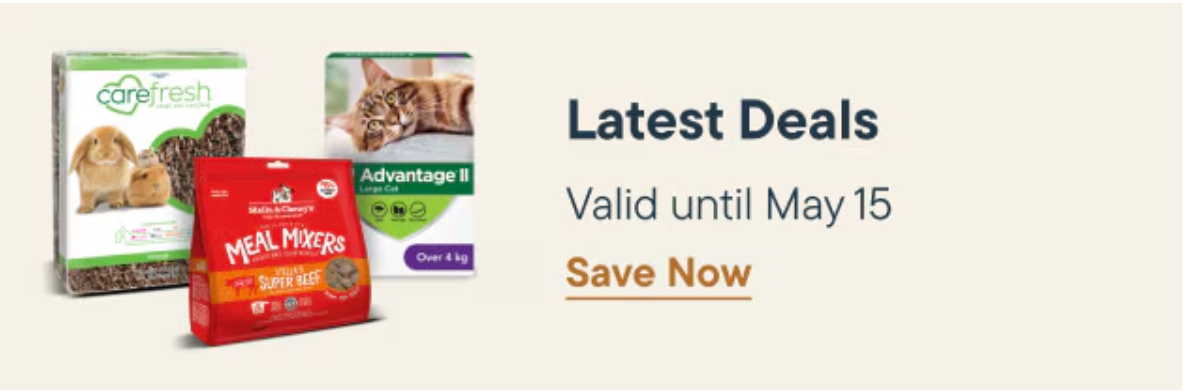 carefresh
Advantage II
Large Cat
Stella & Chewy's
MEAL MIXERS
STELLA'S
SUPER BEEF
Over 4 kg
Latest Deals
Valid until May 15
Save Now